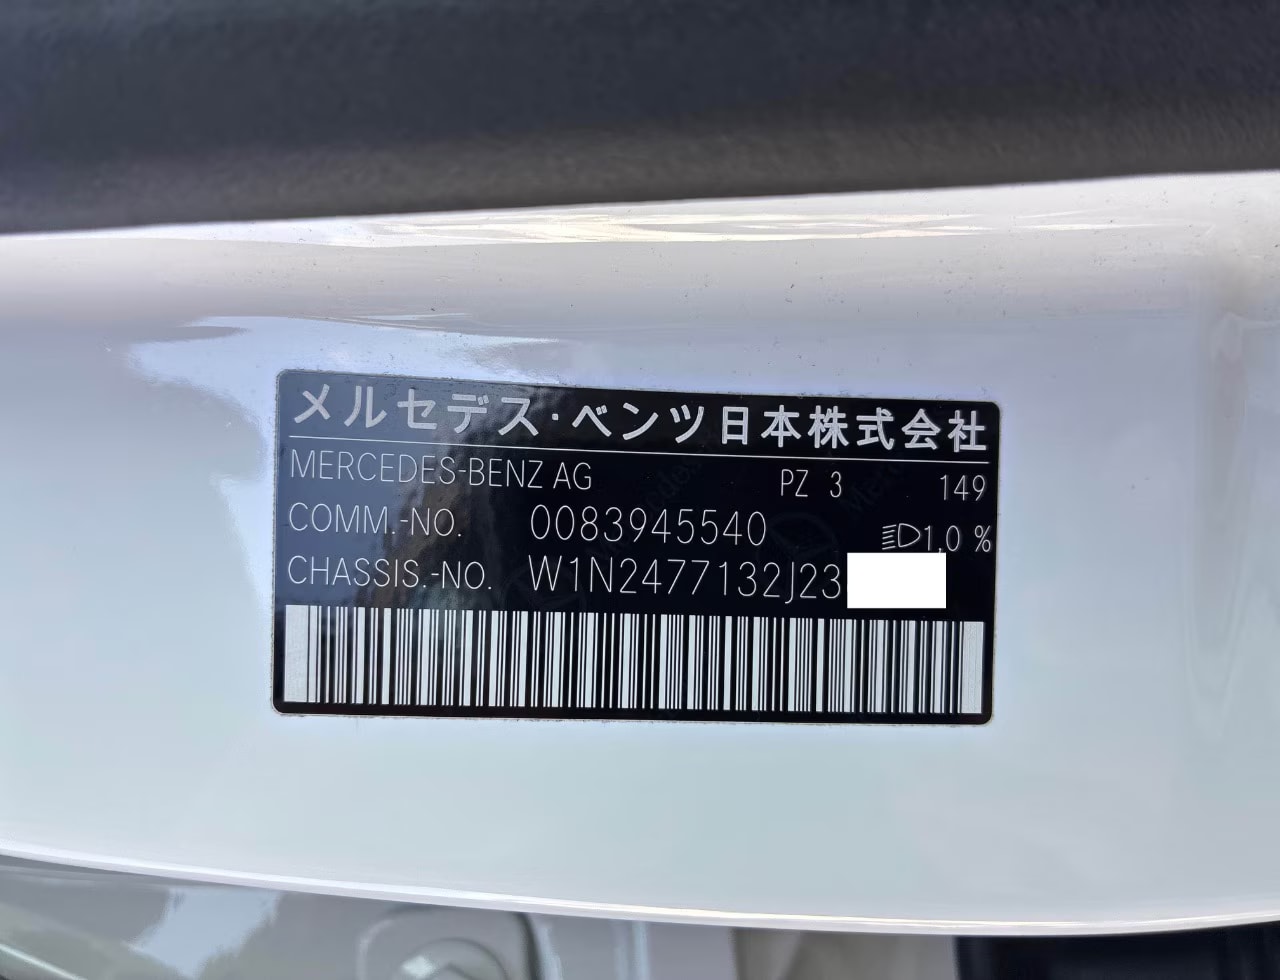 メルセデス・ベンツ日本株式会社
MERCEDES-BENZ AG PZ 3 149
COMM.-NO. 0083945540 1,0 %
CHASSIS.-NO. W1N2477132J23